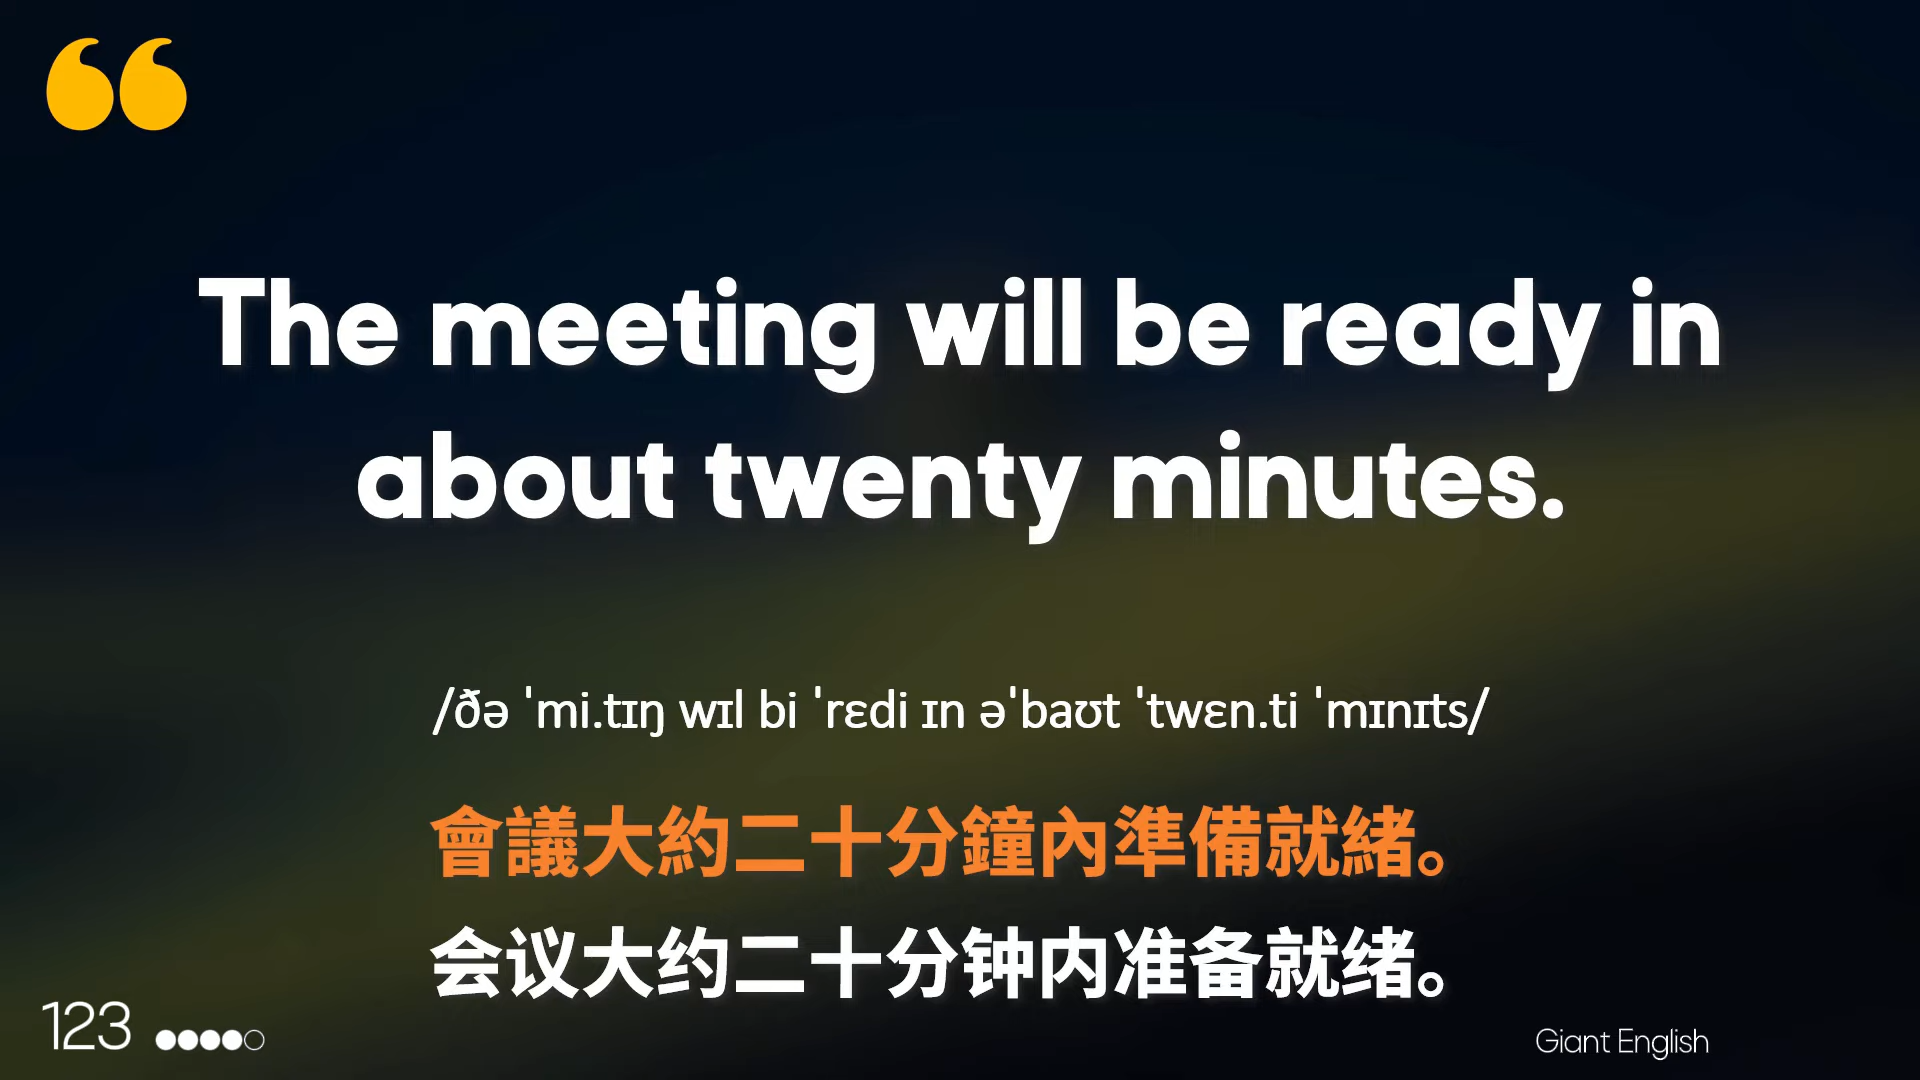 The meeting will be ready in
about twenty minutes.
/ðə ˈmi.tɪŋ wɪl bi ˈrɛdi ɪn əˈbaʊt ˈtwɛn.ti ˈmɪnɪts/
會議大約二十分鐘內準備就緒。
会议大约二十分钟内准备就绪。
123
Giant English